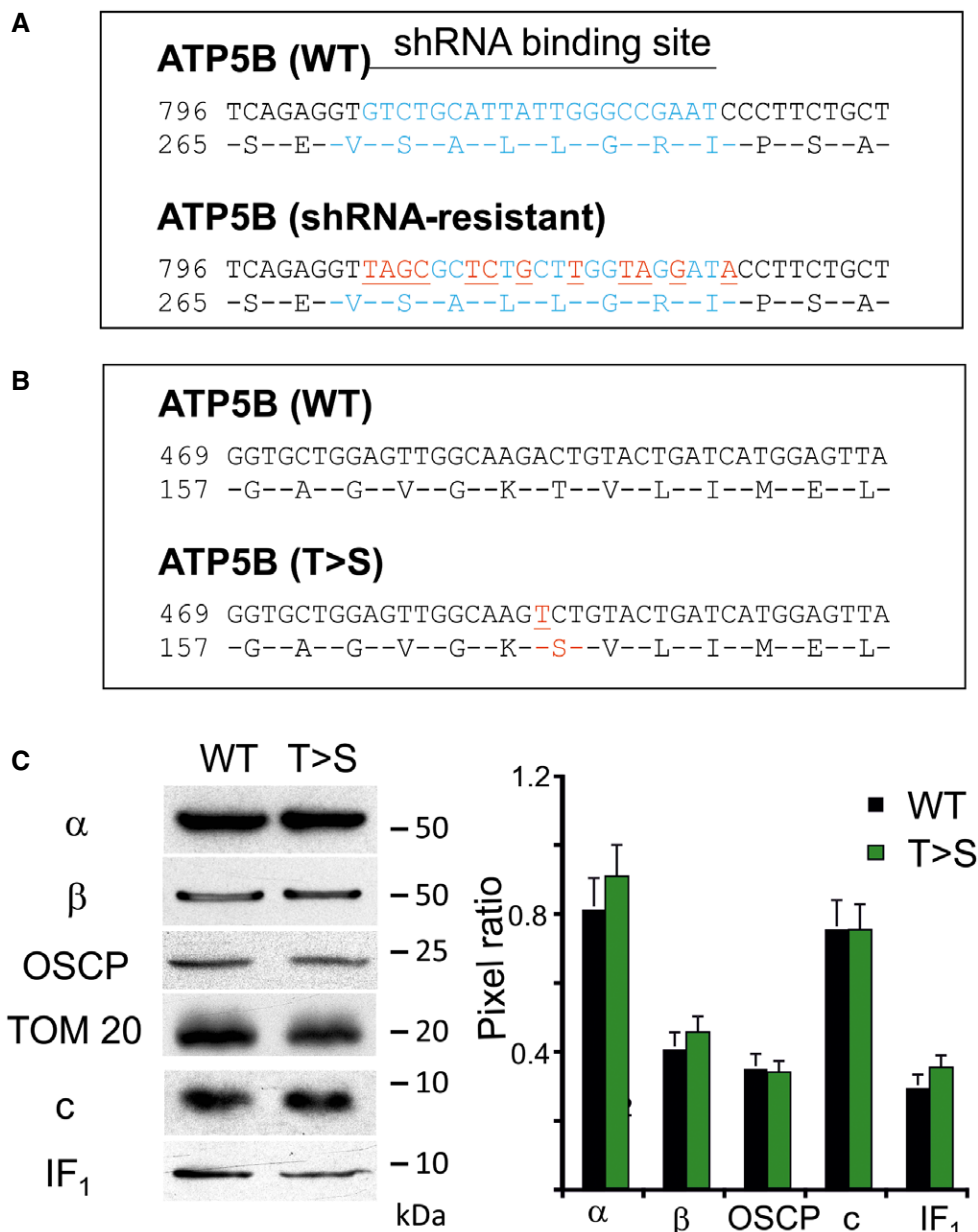 A
shRNA binding site
ATP5B (WT)
796 TCAGAGGTGTCTGCATTATTGGGCCGAATCCCTTCTGCT
265 -S--E--V--S--A--L--L--G--R--I--P--S--A-
ATP5B (shRNA-resistant)
796 TCAGAGGTTAGCGCTCTGCTTGGTAGGATACCTTCTGCT
265 -S--E--V--S--A--L--L--G--R--I--P--S--A-
B
ATP5B (WT)
469 GGTGCTGGAGTTGGCAAGACTGTACTGATCATGGAGTTA
157 -G--A--G--V--G--K--T--V--L--I--M--E--L-
ATP5B (T>S)
469 GGTGCTGGAGTTGGCAAGTCTGTACTGATCATGGAGTTA
157 -G--A--G--V--G--K--S--V--L--I--M--E--L-
C
WT T>S
α – 50
β – 50
OSCP – 25
TOM 20 – 20
c – 10
IF1 – 10
kDa
Pixel ratio
1.2
0.8
0.4
WT
T>S
α β OSCP c IF1